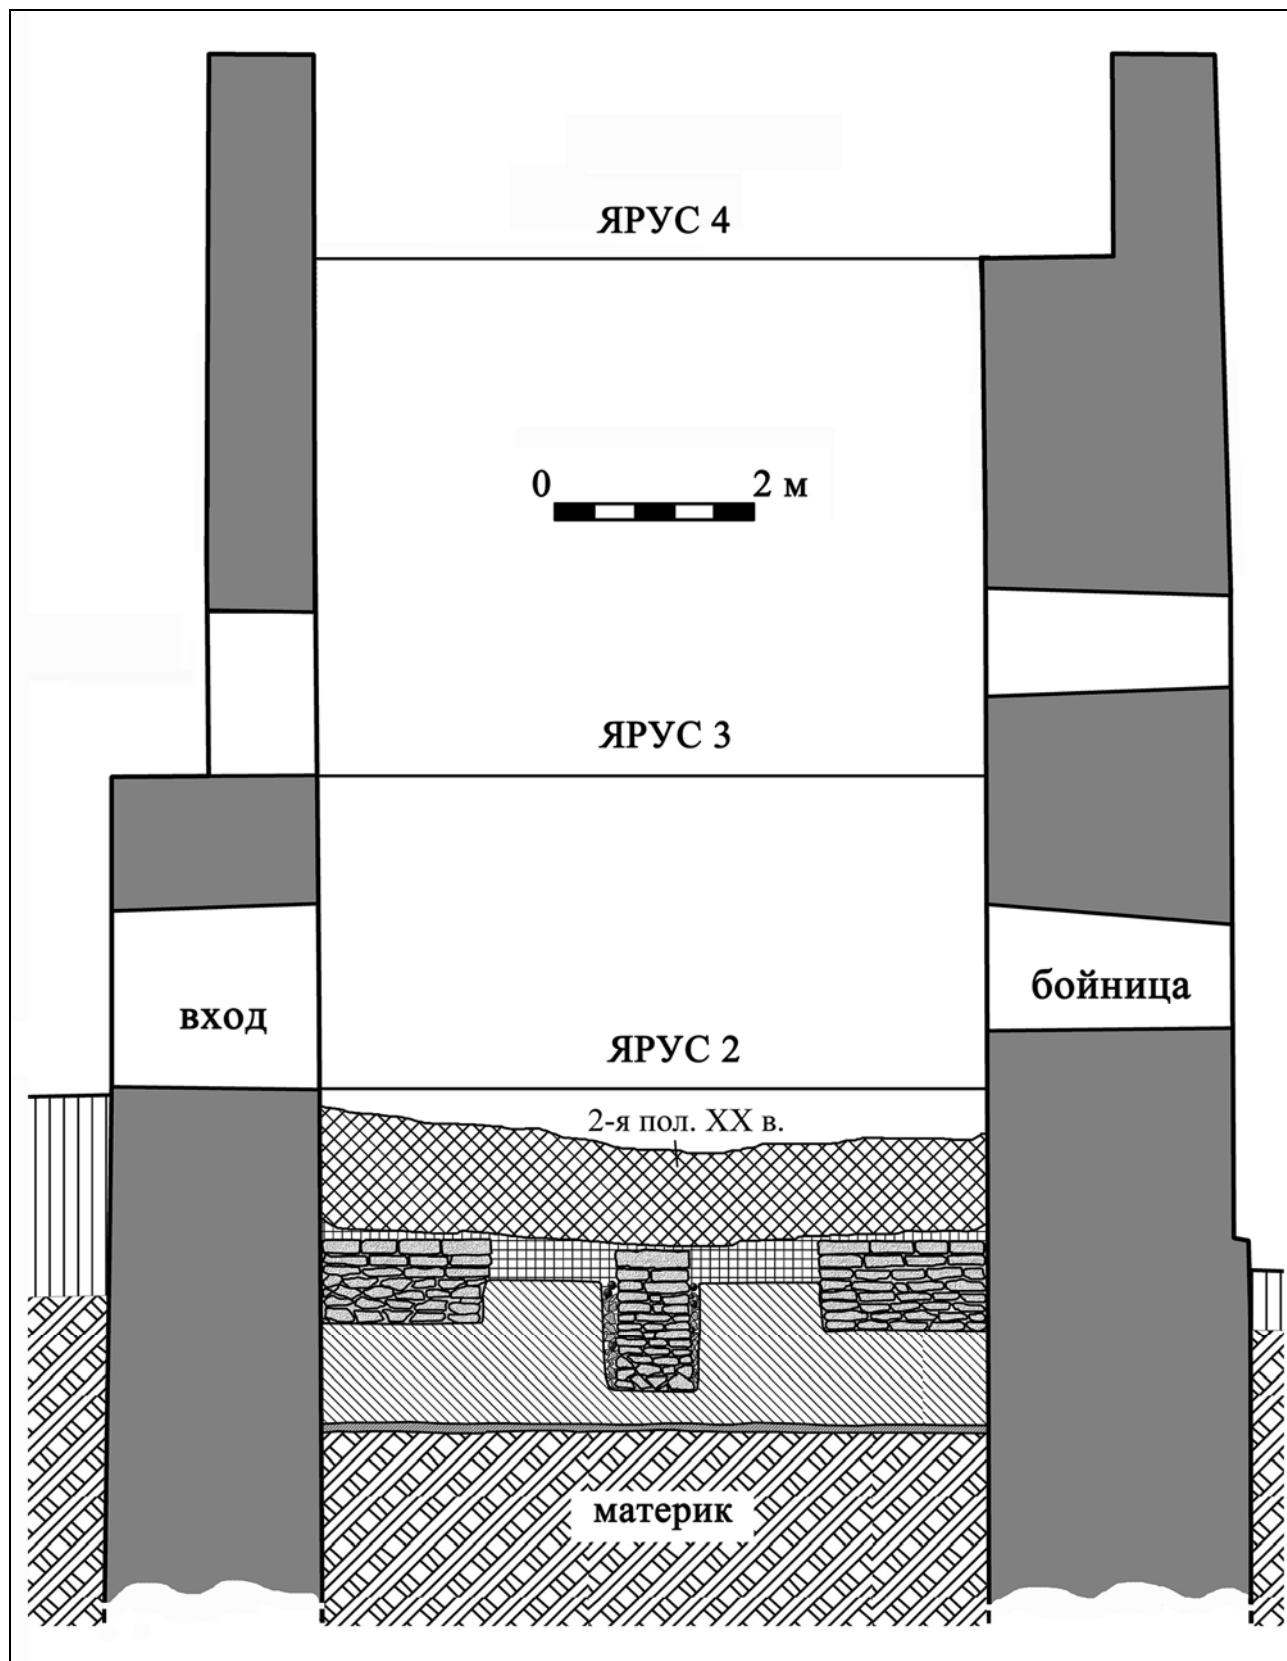 ЯРУС 4
0 2 м
ЯРУС 3
вход
бойница
ЯРУС 2
2-я пол. XX в.
материк